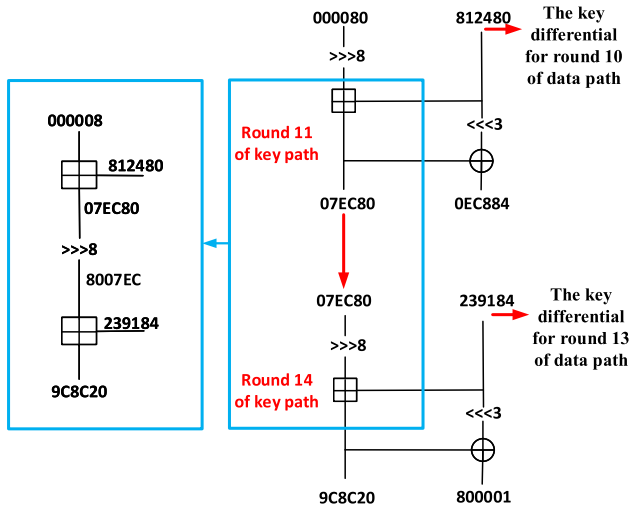 000080
812480
The key
differential
for round 10
of data path
>>>8
<<<3
Round 11
of key path
07EC80
0EC884
000008
812480
07EC80
>>>8
8007EC
239184
9C8C20
07EC80
239184
The key
differential
for round 13
of data path
>>>8
Round 14
of key path
<<<3
9C8C20
800001